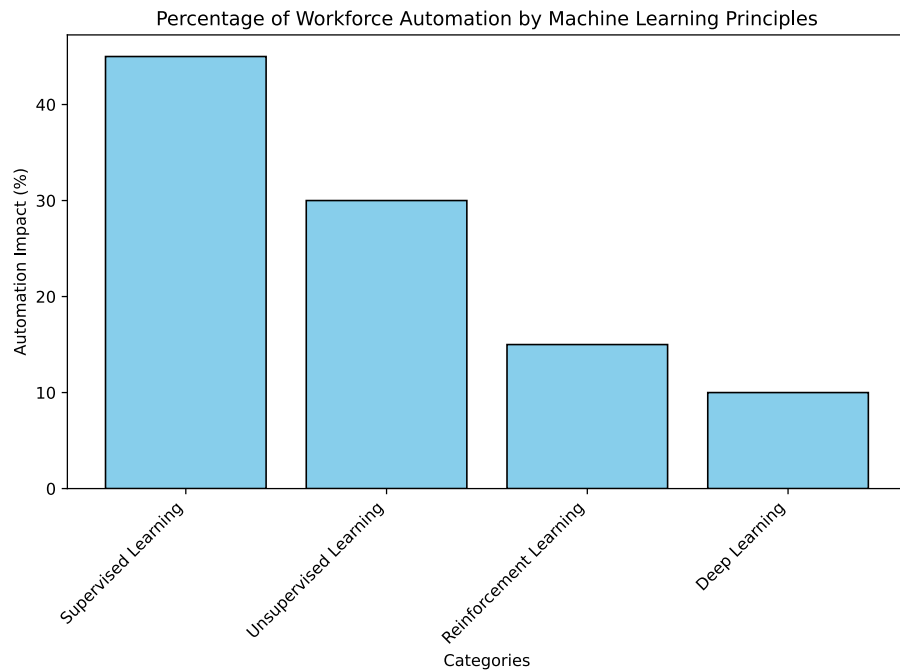 Percentage of Workforce Automation by Machine Learning Principles
Automation Impact (%)
40
30
20
10
0
Supervised Learning
Unsupervised Learning
Reinforcement Learning
Deep Learning
Categories